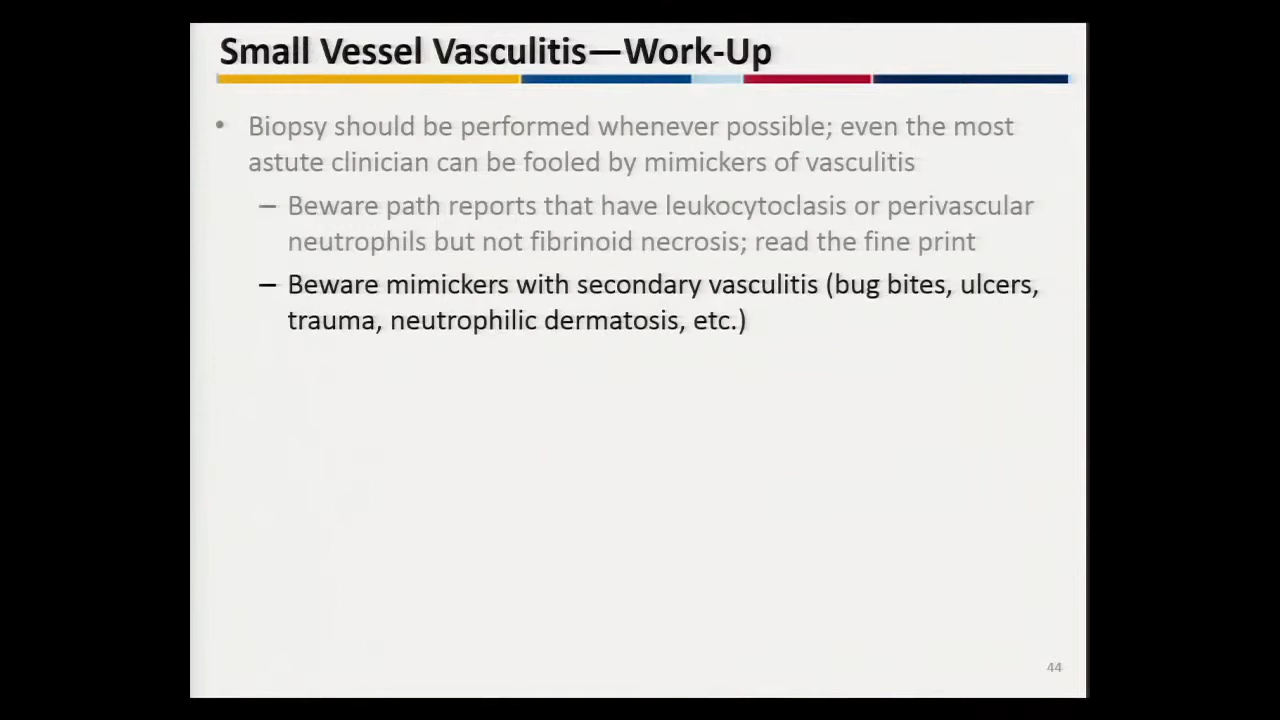 Small Vessel Vasculitis—Work-Up
• Biopsy should be performed whenever possible; even the most
astute clinician can be fooled by mimickers of vasculitis
– Beware path reports that have leukocytoclasis or perivascular
neutrophils but not fibrinoid necrosis; read the fine print
– Beware mimickers with secondary vasculitis (bug bites, ulcers,
trauma, neutrophilic dermatosis, etc.)
44